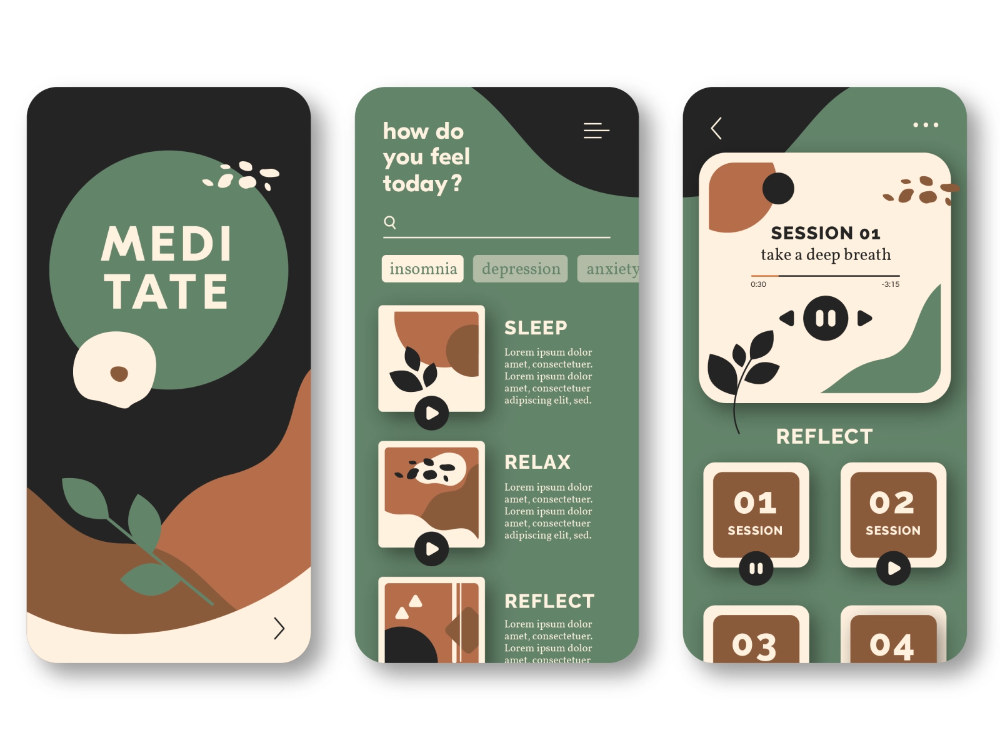 MEDI
TATE
how do
you feel
today?
insomnia depression anxiety
SLEEP
Lorem ipsum dolor
amet, consectetuer.
Lorem ipsum dolor
amet, consectetuer
adipiscing elit, sed.
RELAX
Lorem ipsum dolor
amet, consectetuer.
Lorem ipsum dolor
amet, consectetuer
adipiscing elit, sed.
REFLECT
Lorem ipsum dolor
amet, consectetuer.
Lorem ipsum dolor
amet, consectetuer
SESSION 01
take a deep breath
0:30 -3:15
REFLECT
01
SESSION
02
SESSION
03
04